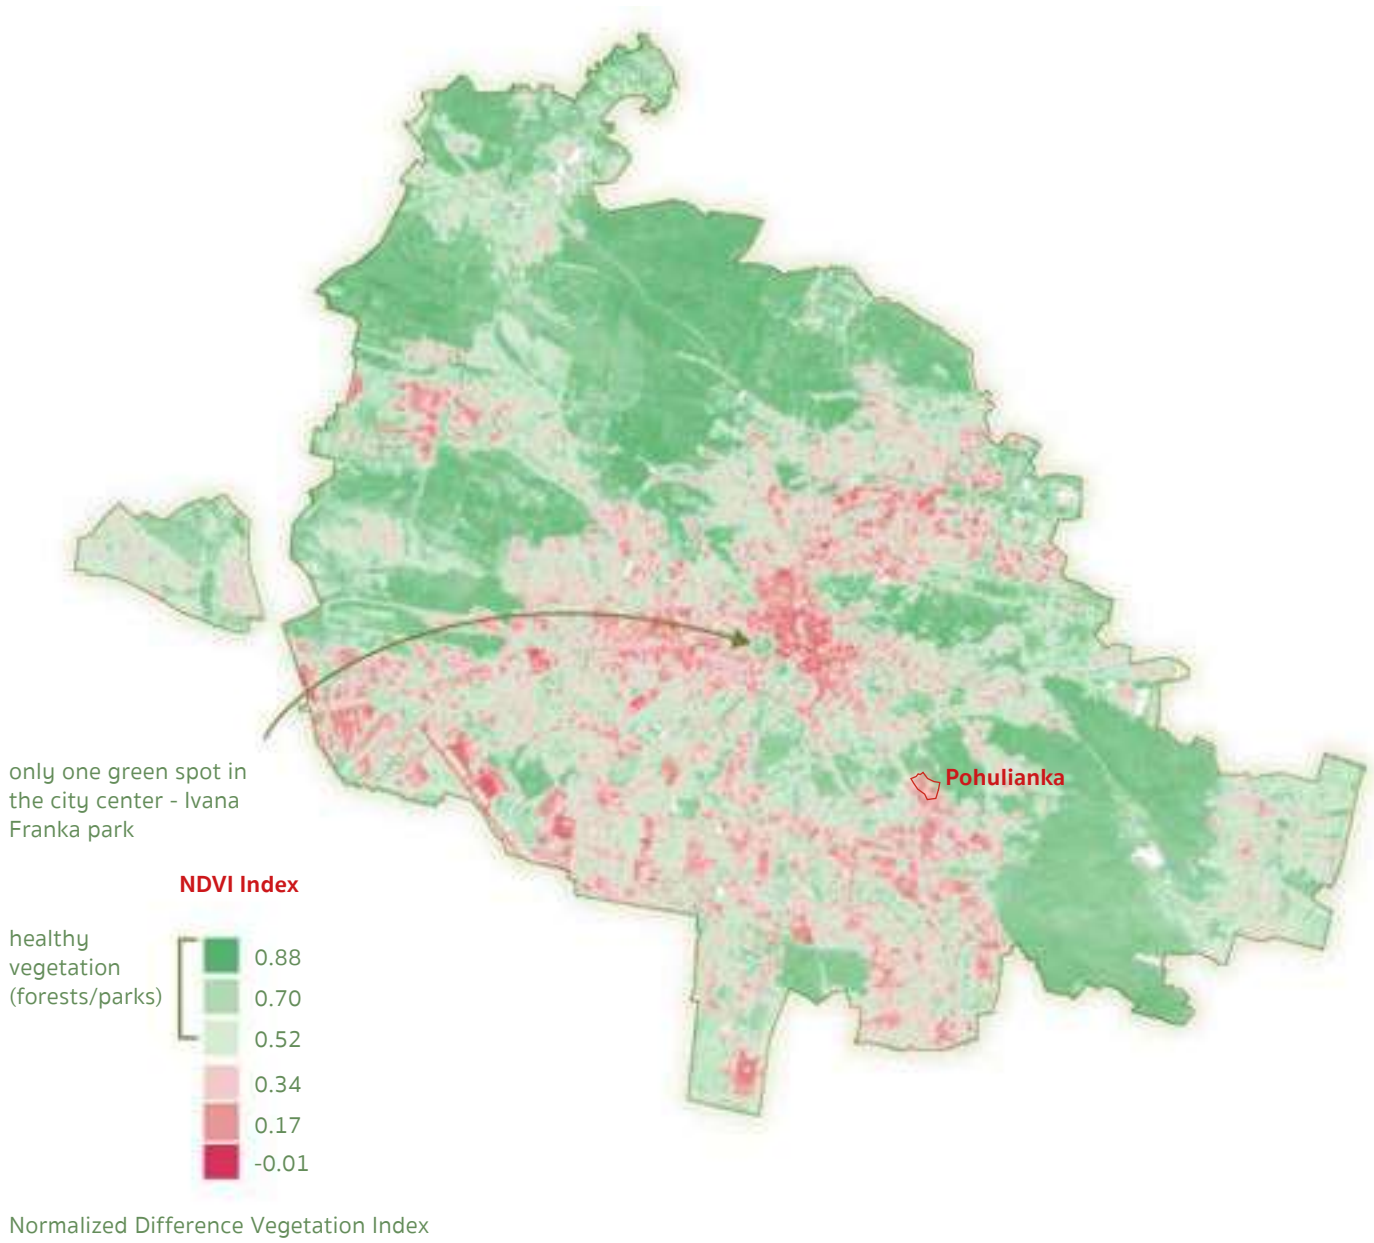 Pohulianka
only one green spot in
the city center - Ivana
Franka park
NDVI Index
healthy
vegetation
(forests/parks)
0.88
0.70
0.52
0.34
0.17
-0.01
Normalized Difference Vegetation Index